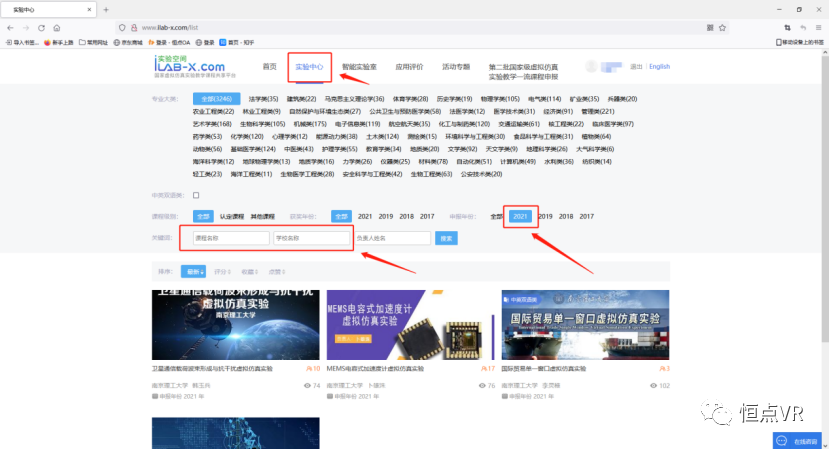 实验中心
www.ilab-x.com/list
导入书签... 新手上路 常用网址 京东商城 登录 - 恒点OA 登录 首页 - 知乎 移动设备上的书签
实验空间
iLAB-X.COM
国家虚拟仿真实验教学课程共享平台
首页 实验中心 智能实验室 应用评价 活动专题 第二批国家级虚拟仿真 退出 | English
实验教学一流课程申报
专业大类: 全部(3246) 法学类(35) 建筑类(22) 马克思主义理论学(36) 体育学类(28) 历史学类(19) 物理学类(105) 电气类(114) 矿业类(35) 兵器类(20)
农业工程类(22) 林业工程类(9) 自然保护与环境生态类(27) 公共卫生与预防医学类(58) 法医学类(12) 医学技术类(31) 经济学类(91) 管理类(221)
艺术学类(168) 生物科学类(105) 机械类(175) 电子信息类(119) 航空航天类(35) 化工与制药类(120) 交通运输类(61) 核工程类(22) 临床医学类(97)
药学类(53) 化学类(120) 心理学类(12) 能源动力类(38) 土木类(124) 测绘类(15) 环境科学与工程类(30) 食品科学与工程类(31) 植物类(64)
动物类(56) 基础医学类(124) 中医类(43) 护理学类(55) 教育学类(34) 地质类(20) 文学类(92) 天文学类(9) 地理科学类(26) 大气科学类(6)
海洋科学类(12) 地球物理学类(13) 地质学类(16) 力学类(26) 仪器类(25) 材料类(78) 自动化类(51) 计算机类(49) 水利类(36) 纺织类(14)
轻工类(23) 海洋工程类(11) 生物医学工程类(28) 安全科学与工程类(42) 生物工程类(63) 公安技术类(20)
中英双语类:
课程级别: 全部 认定课程 其他课程 获奖年份: 全部 2021 2019 2018 2017 申报年份: 全部 2021 2019 2018 2017
关键词: 课程名称 学校名称 负责人姓名 搜索
排序: 最新 评分 收藏 点赞
卫星通信载荷波束形成与抗干扰
虚拟仿真实验
南京理工大学
MEMS电容式加速度计
虚拟仿真实验
中英双语类
国际贸易单一窗口虚拟仿真实验
卫星通信载荷波束形成与抗干扰虚拟仿真实验 10
MEMS电容式加速度计虚拟仿真实验 17
国际贸易单一窗口虚拟仿真实验 3
南京理工大学 74
南京理工大学 76
南京理工大学 102
申报年份 2021 年
申报年份 2021 年
申报年份 2021 年
恒点VR
在线咨询